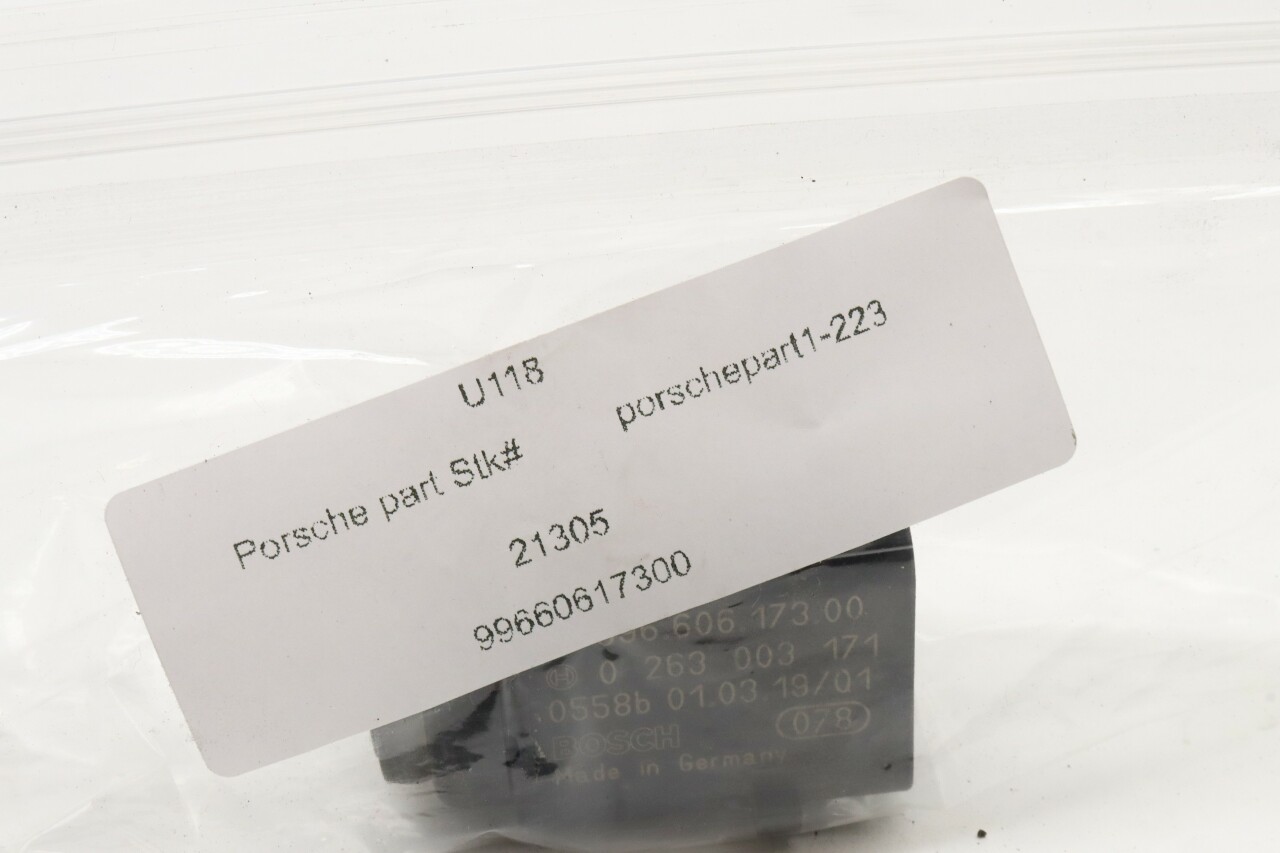 U118
Porsche part Stk# porschepart1-223
21305
99660617300
606.173.00
0 263 003 171
0558b 01.03 19/01
BOSCH 078
Made in Germany